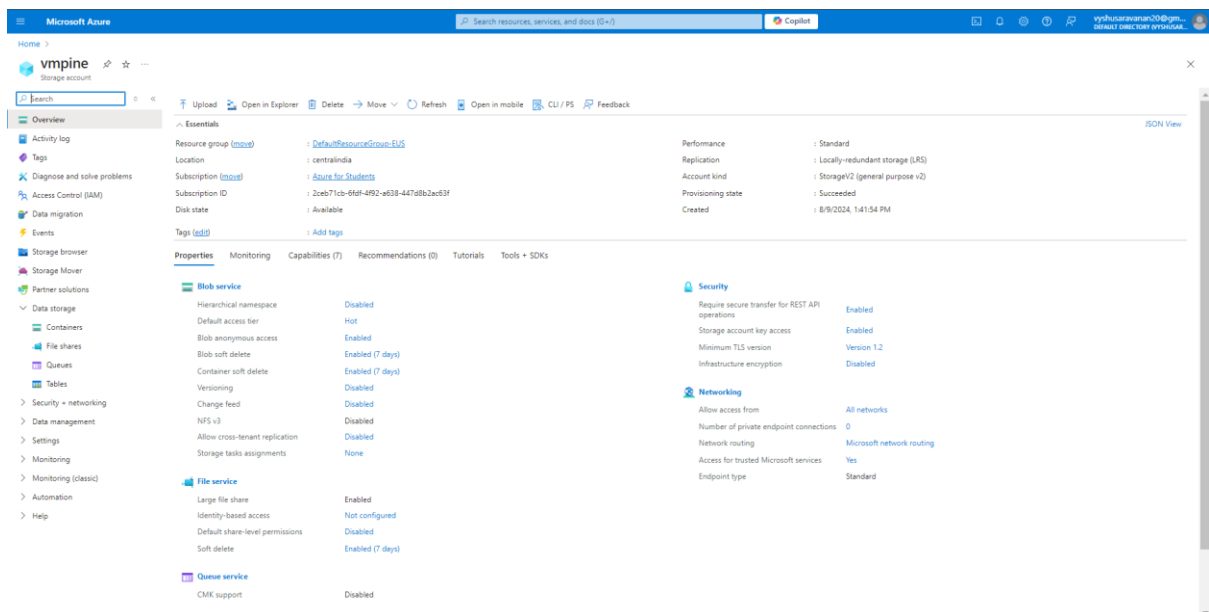 Microsoft Azure
Search resources, services, and docs (G+/)
Copilot
vyshusaravanan20@gm...
DEFAULT DIRECTORY (VYSHUSAR...
Home >
vmpine
Storage account
Search
Overview
Activity log
Tags
Diagnose and solve problems
Access Control (IAM)
Data migration
Events
Storage browser
Storage Mover
Partner solutions
Data storage
Containers
File shares
Queues
Tables
Security + networking
Data management
Settings
Monitoring
Monitoring (classic)
Automation
Help
Upload Open in Explorer Delete Move Refresh Open in mobile CLI / PS Feedback
Essentials
JSON View
Resource group (move) : DefaultResourceGroup-EUS
Location : centralindia
Subscription (move) : Azure for Students
Subscription ID : 2ceb71cb-6fdf-4f92-a638-447d8b2ac63f
Disk state : Available
Performance : Standard
Replication : Locally-redundant storage (LRS)
Account kind : StorageV2 (general purpose v2)
Provisioning state : Succeeded
Created : 8/9/2024, 1:41:54 PM
Tags (edit) : Add tags
Properties Monitoring Capabilities (7) Recommendations (0) Tutorials Tools + SDKs
Blob service
Hierarchical namespace Disabled
Default access tier Hot
Blob anonymous access Enabled
Blob soft delete Enabled (7 days)
Container soft delete Enabled (7 days)
Versioning Disabled
Change feed Disabled
NFS v3 Disabled
Allow cross-tenant replication Disabled
Storage tasks assignments None
File service
Large file share Enabled
Identity-based access Not configured
Default share-level permissions Disabled
Soft delete Enabled (7 days)
Queue service
CMK support Disabled
Security
Require secure transfer for REST API
operations Enabled
Storage account key access Enabled
Minimum TLS version Version 1.2
Infrastructure encryption Disabled
Networking
Allow access from All networks
Number of private endpoint connections 0
Network routing Microsoft network routing
Access for trusted Microsoft services Yes
Endpoint type Standard